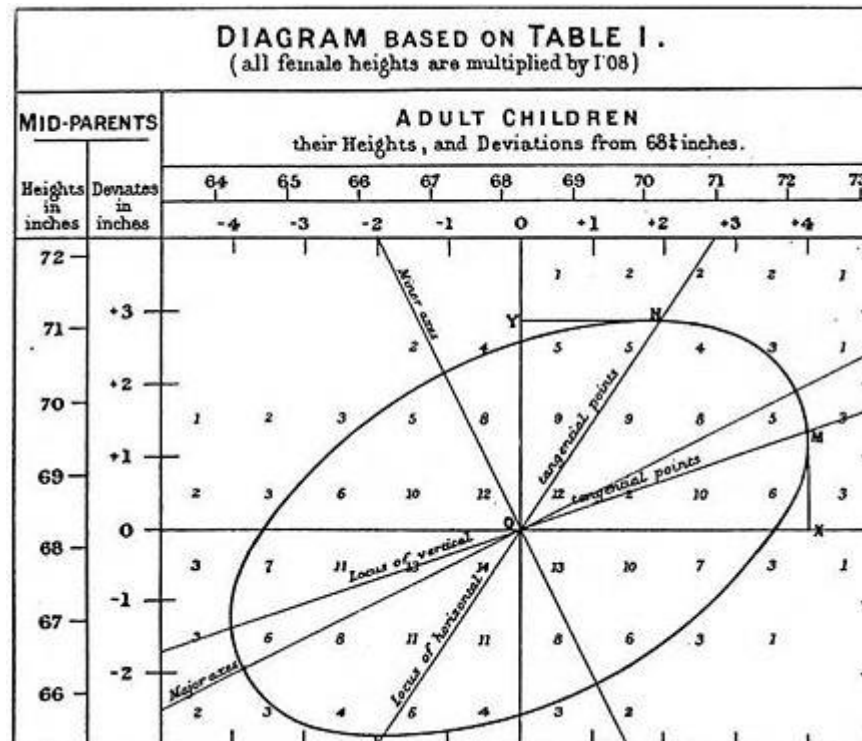 DIAGRAM BASED ON TABLE I.
(all female heights are multiplied by 1'08)
MID-PARENTS
ADULT CHILDREN
their Heights, and Deviations from 68¼ inches.
Heights in inches
Deviates in inches
64 65 66 67 68 69 70 71 72 73
-4 -3 -2 -1 0 +1 +2 +3 +4
72
1 2 2 2 1
Minor axes
+3
Y N
71
2 4 5 5 4 3 1
+2
tangencial points
70
1 2 3 5 8 9 9 8 5 3
M
+1
tangencial points
69
2 3 6 10 12 12 2 10 6 3
0 O X
68
Locus of vertical
3 7 11 13 14 13 10 7 3 1
-1
Locus of horizontal
67
3 6 8 11 11 8 6 3 1
Major axes
-2
66
2 3 4 6 4 3 2